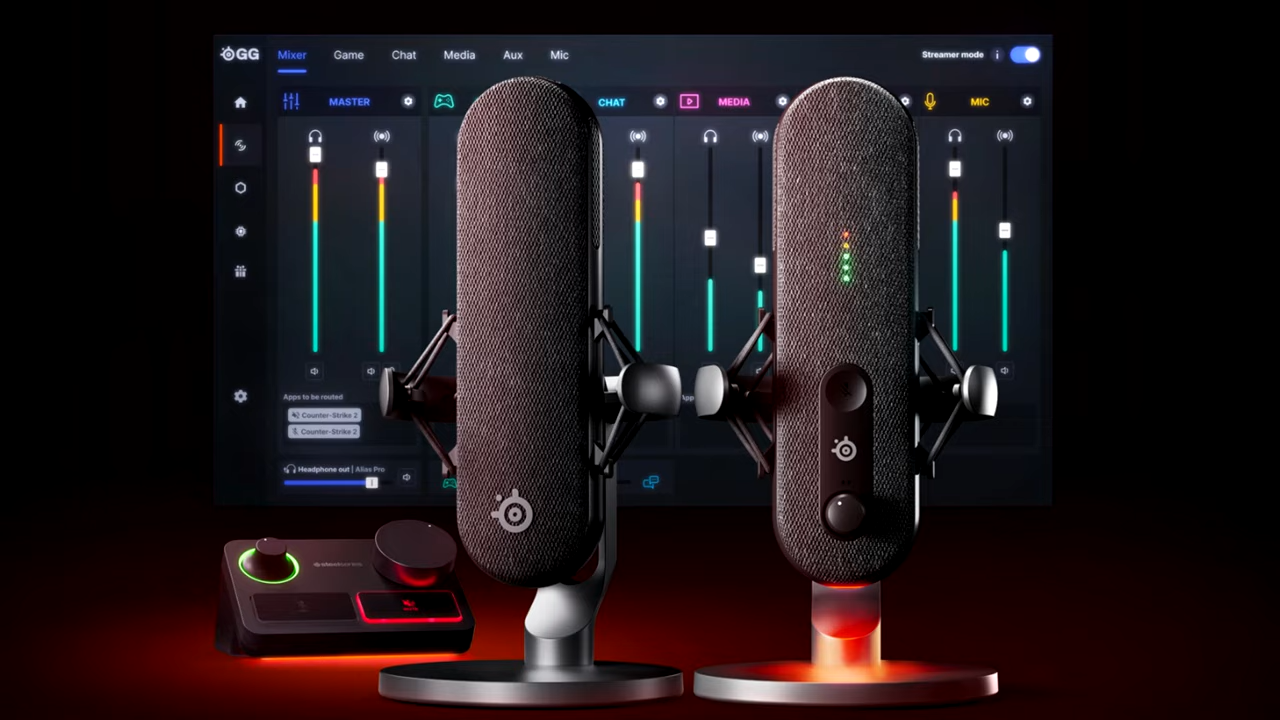 GG Mixer Game Chat Media Aux Mic Streamer mode i
MASTER CHAT MEDIA MIC
Apps to be routed
Counter-Strike 2
Counter-Strike 2
Headphone out | Alias Pro
steelseries